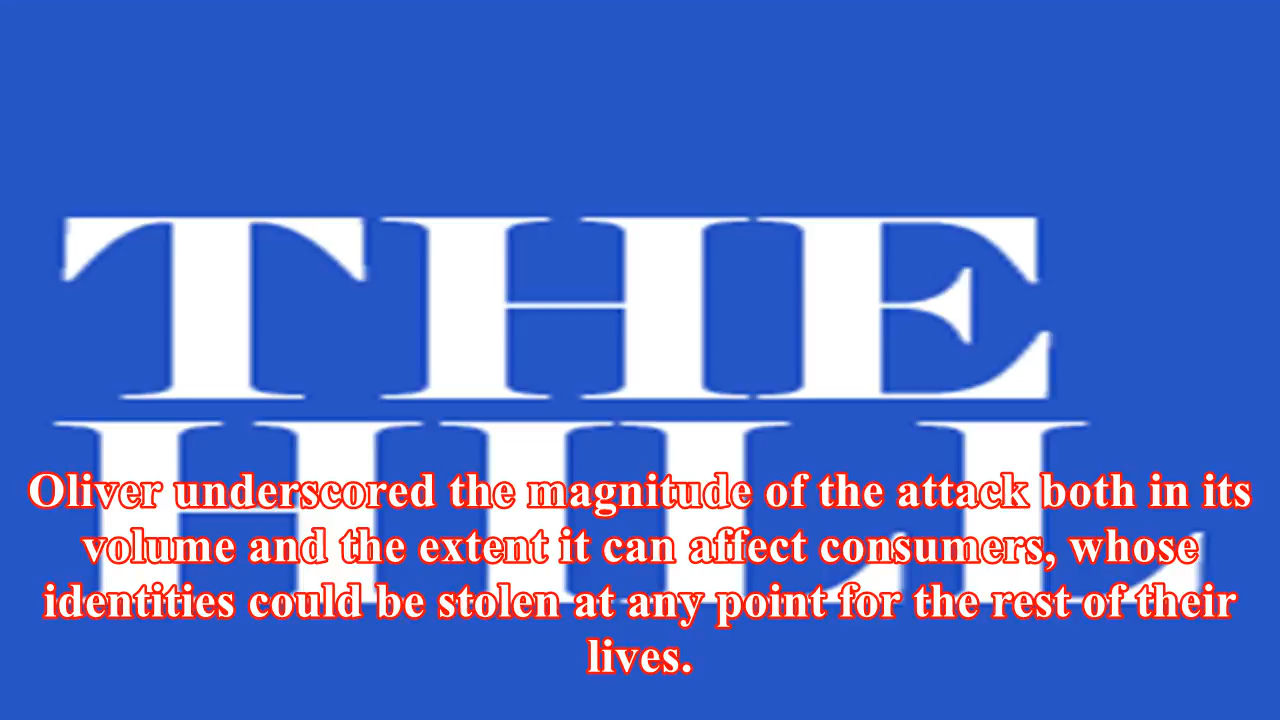 THE
HILL
Oliver underscored the magnitude of the attack both in its
volume and the extent it can affect consumers, whose
identities could be stolen at any point for the rest of their
lives.